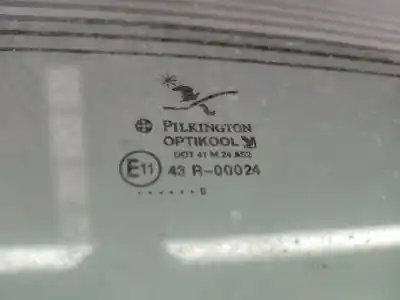 PILKINGTON
OPTIKOOL
DOT 41 M 24 AS2
E11 43 R-00024